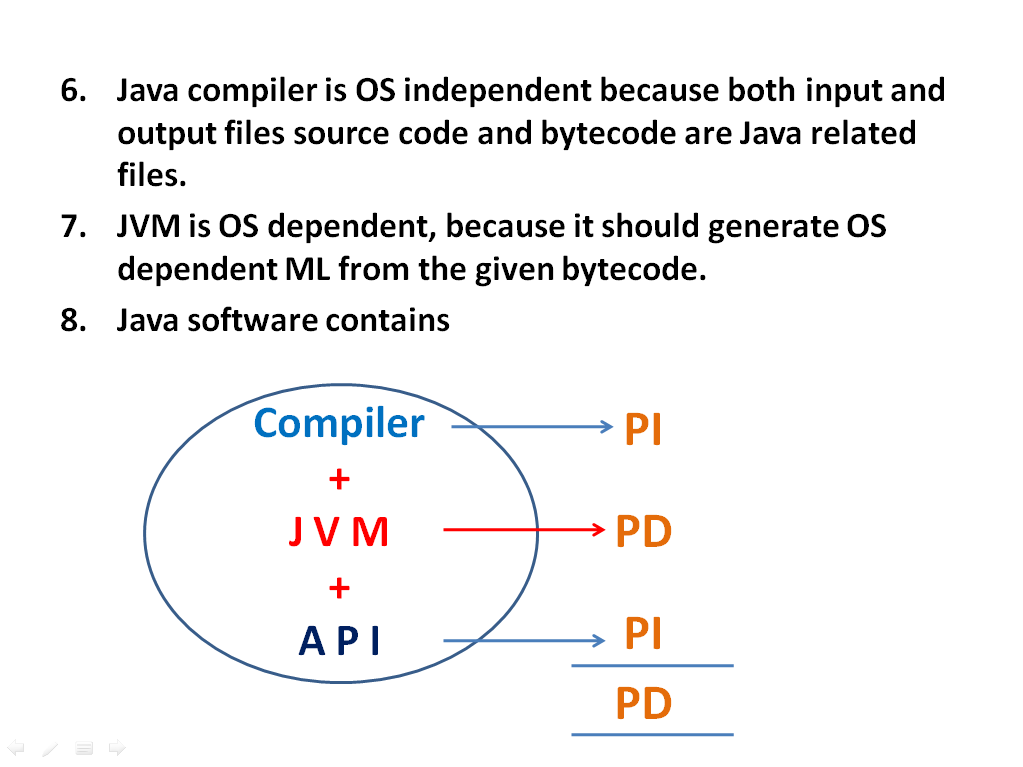 6. Java compiler is OS independent because both input and
output files source code and bytecode are Java related
files.
7. JVM is OS dependent, because it should generate OS
dependent ML from the given bytecode.
8. Java software contains
Compiler PI
+
J V M PD
+
A P I PI
PD